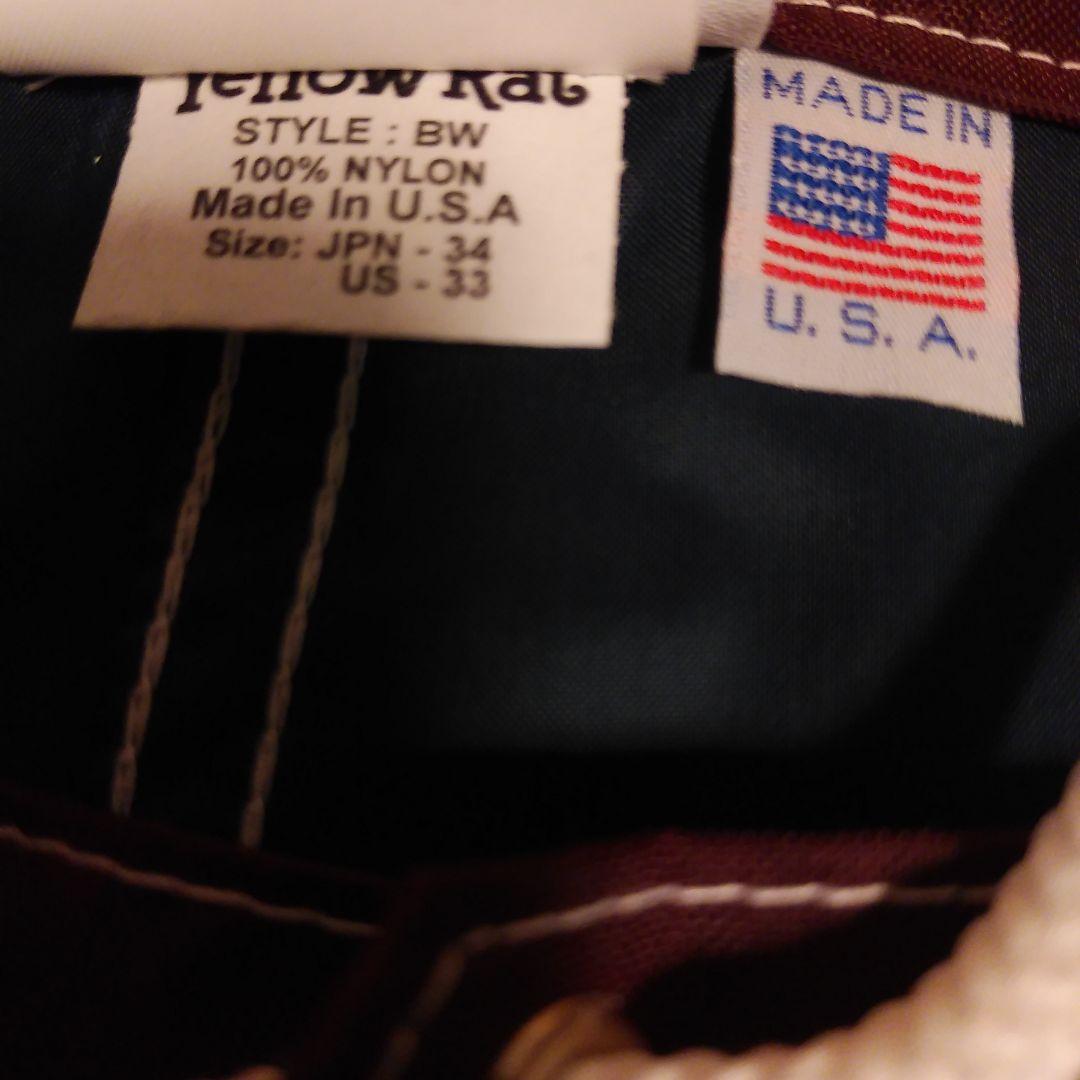 Yellow Rat
STYLE : BW
100% NYLON
Made In U.S.A
Size: JPN - 34
US - 33
MADE IN
U. S. A.